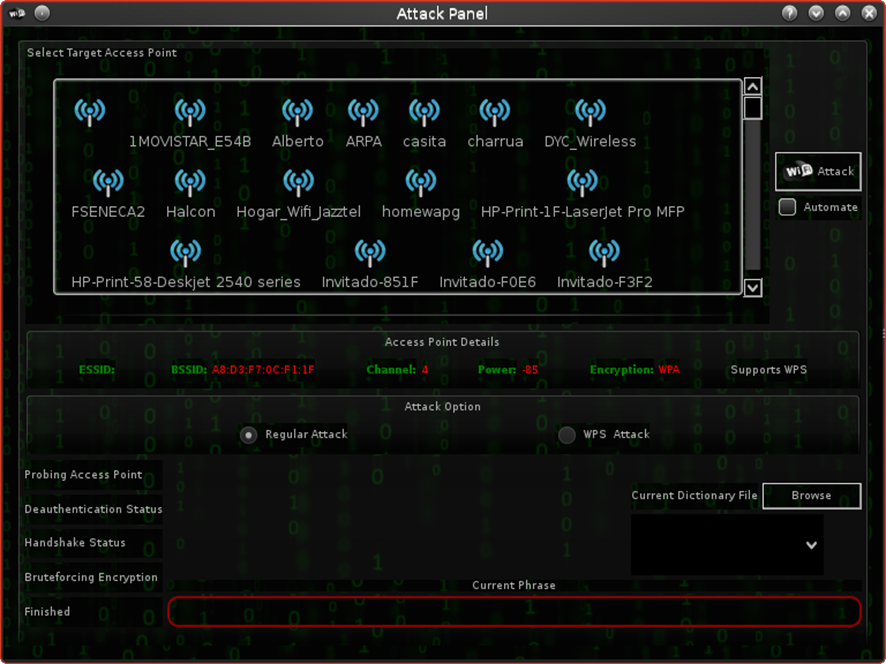 Attack Panel
Select Target Access Point
1MOVISTAR_E54B Alberto ARPA casita charrua DYC_Wireless
WiFi Attack
FSENECA2 Halcon Hogar_Wifi_Jazztel homewapg HP-Print-1F-LaserJet Pro MFP
Automate
HP-Print-58-Deskjet 2540 series Invitado-851F Invitado-F0E6 Invitado-F3F2
Access Point Details
ESSID: BSSID: A8:D3:F7:0C:F1:1F Channel: 4 Power: -85 Encryption: WPA Supports WPS
Attack Option
Regular Attack WPS Attack
Probing Access Point
Current Dictionary File Browse
Deauthentication Status
Handshake Status
Bruteforcing Encryption
Current Phrase
Finished